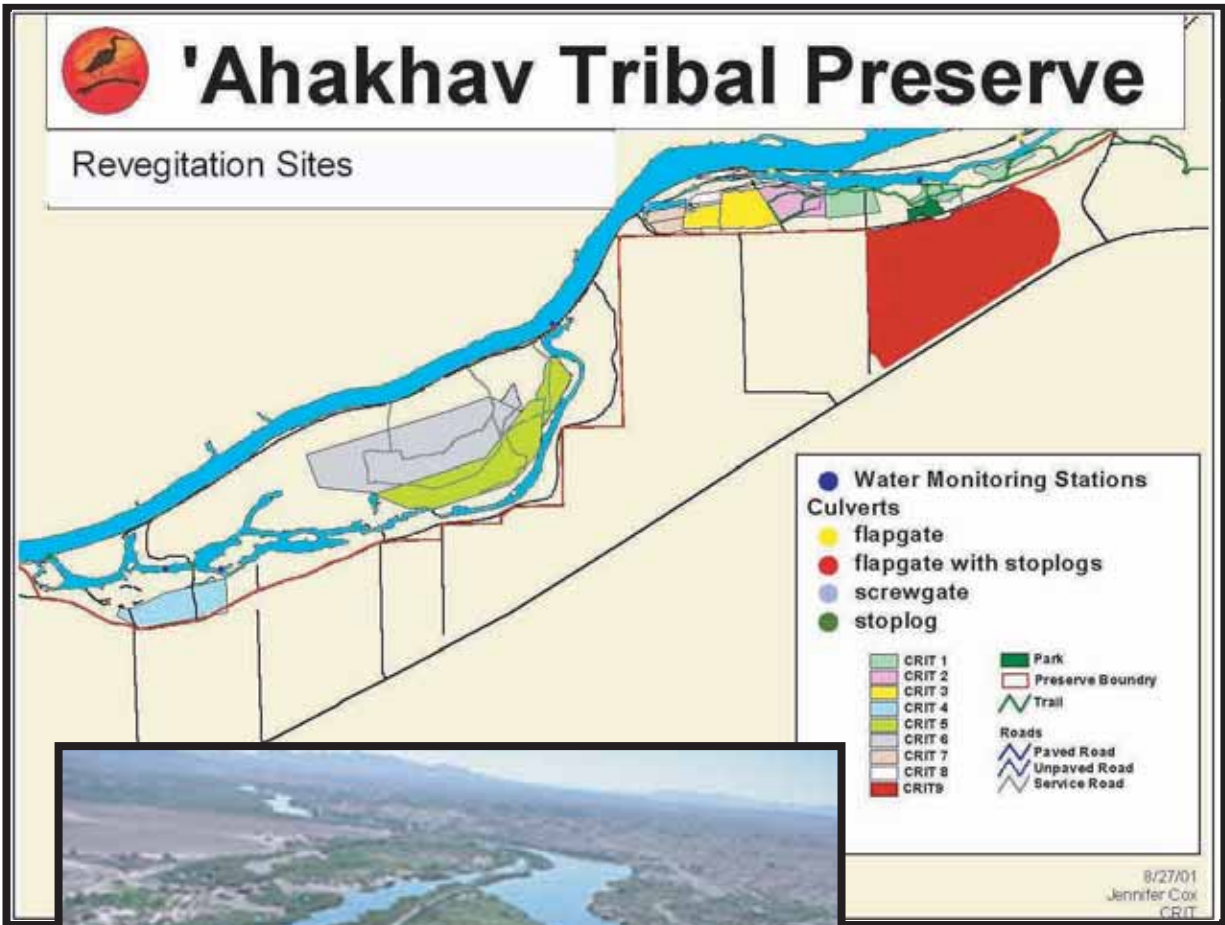 'Ahakhav Tribal Preserve
Revegitation Sites
Water Monitoring Stations
Culverts
flapgate
flapgate with stoplogs
screwgate
stoplog
CRIT 1
CRIT 2
CRIT 3
CRIT 4
CRIT 5
CRIT 6
CRIT 7
CRIT 8
CRIT9
Park
Preserve Boundry
Trail
Roads
Paved Road
Unpaved Road
Service Road
8/27/01
Jennifer Cox
CRIT